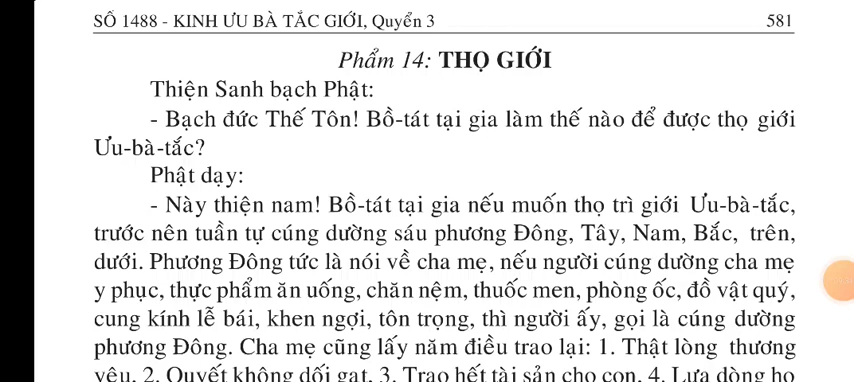 SỐ 1488 - KINH ƯU BÀ TẮC GIỚI, Quyển 3 581
Phẩm 14: THỌ GIỚI
Thiện Sanh bạch Phật:
- Bạch đức Thế Tôn! Bồ-tát tại gia làm thế nào để được thọ giới
Ưu-bà-tắc?
Phật dạy:
- Này thiện nam! Bồ-tát tại gia nếu muốn thọ trì giới Ưu-bà-tắc,
trước nên tuần tự cúng dường sáu phương Đông, Tây, Nam, Bắc, trên,
dưới. Phương Đông tức là nói về cha mẹ, nếu người cúng dường cha mẹ
y phục, thực phẩm ăn uống, chăn nệm, thuốc men, phòng ốc, đồ vật quý,
cung kính lễ bái, khen ngợi, tôn trọng, thì người ấy, gọi là cúng dường
phương Đông. Cha mẹ cũng lấy năm điều trao lại: 1. Thật lòng thương
yêu. 2. Quyết không dối gạt. 3. Trao hết tài sản cho con. 4. Lựa dòng họ